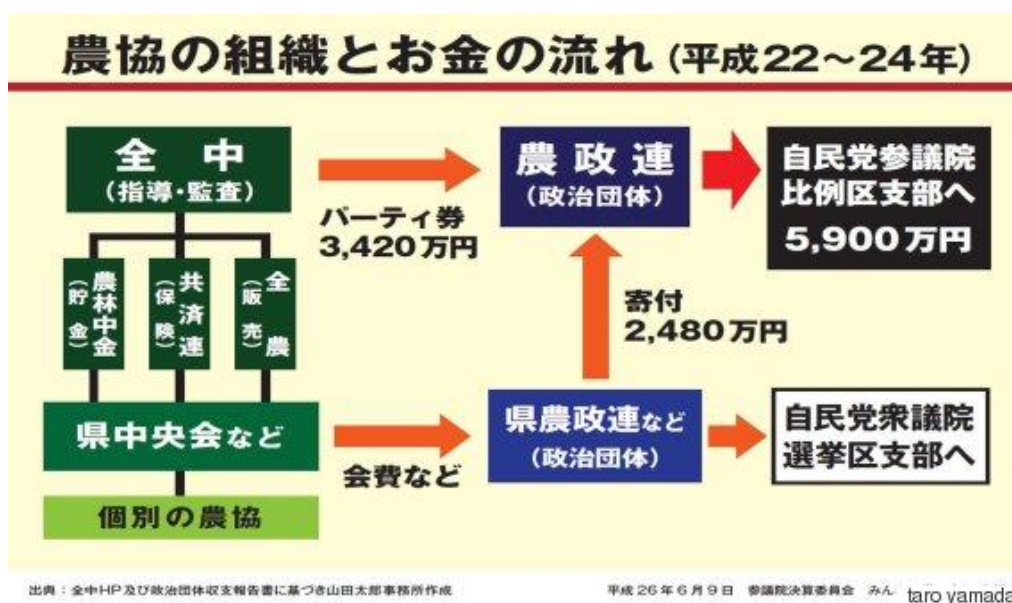 農協の組織とお金の流れ(平成22～24年)
全中
(指導・監査)
パーティ券
3,420万円
農政連
(政治団体)
自民党参議院
比例区支部へ
5,900万円
農林中金
(貯金)
共済連
(保険)
全農
(販売)
寄付
2,480万円
県中央会など
会費など
県農政連など
(政治団体)
自民党衆議院
選挙区支部へ
個別の農協
出典：全中HP及び政治団体収支報告書に基づき山田太郎事務所作成
平成26年6月9日 参議院決算委員会 みん
taro yamada